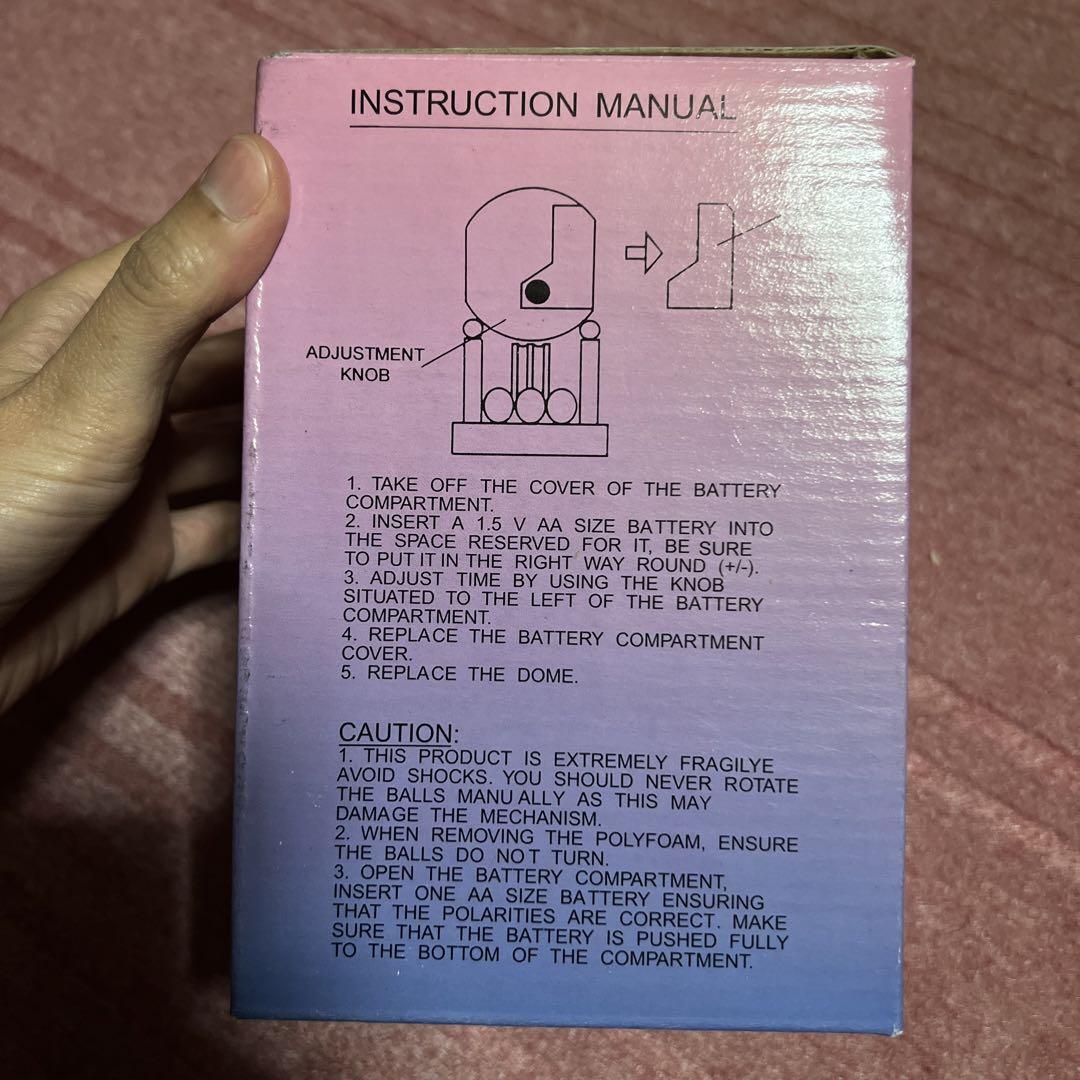 INSTRUCTION MANUAL
ADJUSTMENT
KNOB
1. TAKE OFF THE COVER OF THE BATTERY
COMPARTMENT.
2. INSERT A 1.5 V AA SIZE BATTERY INTO
THE SPACE RESERVED FOR IT, BE SURE
TO PUT IT IN THE RIGHT WAY ROUND (+/-).
3. ADJUST TIME BY USING THE KNOB
SITUATED TO THE LEFT OF THE BATTERY
COMPARTMENT.
4. REPLACE THE BATTERY COMPARTMENT
COVER.
5. REPLACE THE DOME.
CAUTION:
1. THIS PRODUCT IS EXTREMELY FRAGILYE
AVOID SHOCKS. YOU SHOULD NEVER ROTATE
THE BALLS MANUALLY AS THIS MAY
DAMAGE THE MECHANISM.
2. WHEN REMOVING THE POLYFOAM, ENSURE
THE BALLS DO NOT TURN.
3. OPEN THE BATTERY COMPARTMENT,
INSERT ONE AA SIZE BATTERY ENSURING
THAT THE POLARITIES ARE CORRECT. MAKE
SURE THAT THE BATTERY IS PUSHED FULLY
TO THE BOTTOM OF THE COMPARTMENT.